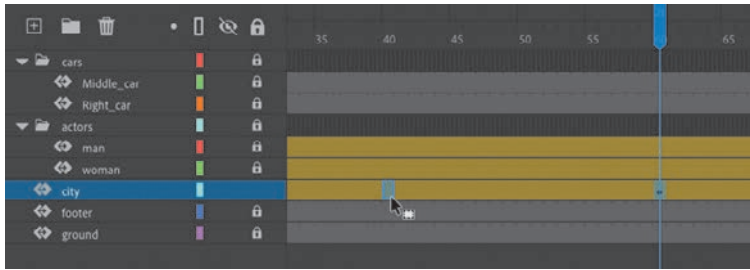 35 40 45 50 55 65
cars
Middle_car
Right_car
actors
man
woman
city
footer
ground